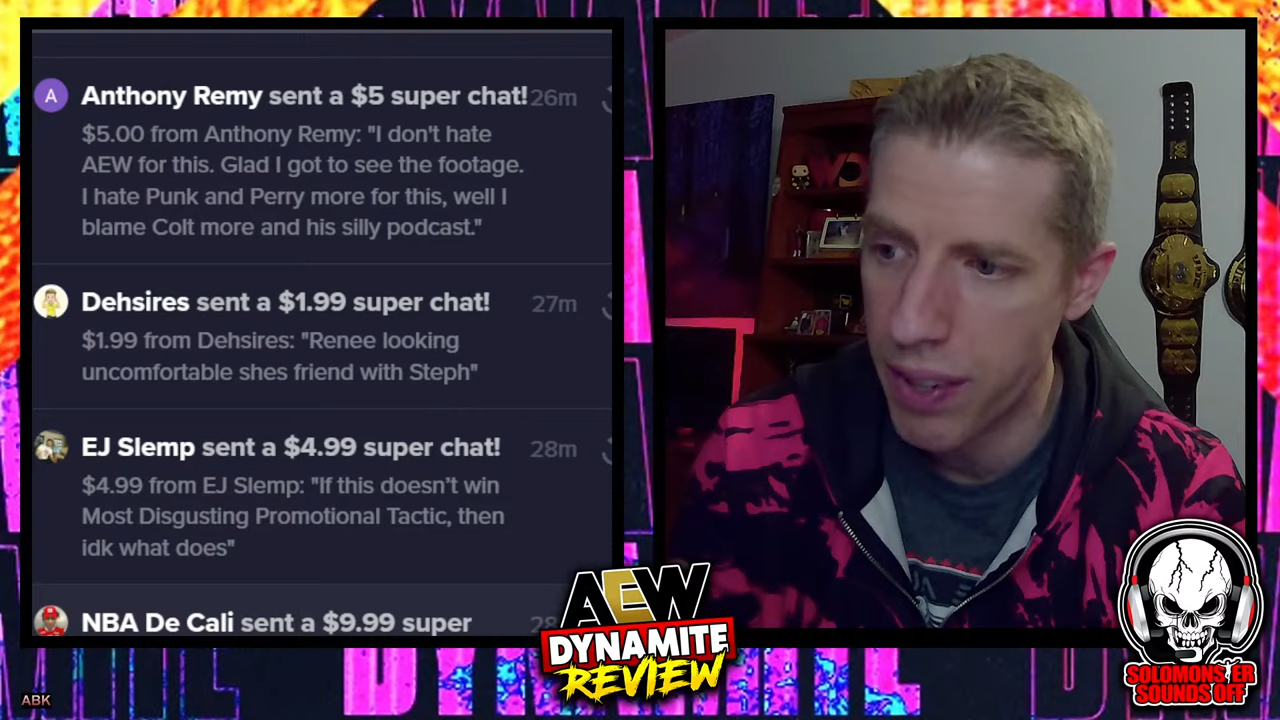 Anthony Remy sent a $5 super chat! 26m
$5.00 from Anthony Remy: "I don't hate
AEW for this. Glad I got to see the footage.
I hate Punk and Perry more for this, well I
blame Colt more and his silly podcast."
Dehsires sent a $1.99 super chat! 27m
$1.99 from Dehsires: "Renee looking
uncomfortable shes friend with Steph"
EJ Slemp sent a $4.99 super chat! 28m
$4.99 from EJ Slemp: "If this doesn't win
Most Disgusting Promotional Tactic, then
idk what does"
NBA De Cali sent a $9.99 super 28
AEW
DYNAMITE
REVIEW
SOLOMONSTER
SOUNDS OFF
ABK